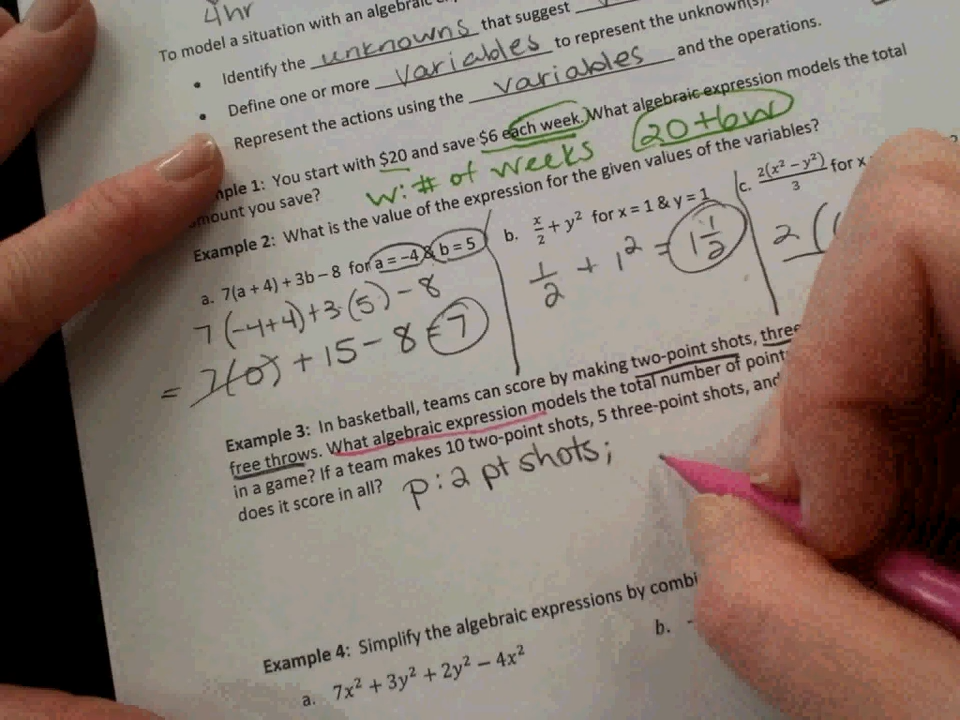 4hr
To model a situation with an algebraic
• Identify the unknowns that suggest
• Define one or more variables to represent the unknown(s).
Represent the actions using the variables and the operations.
1: You start with $20 and save $6 each week. What algebraic expression models the total
mount you save? w: # of weeks 20+6w
Example 2: What is the value of the expression for the given values of the variables?
a. 7(a + 4) + 3b – 8 for a = –4 & b = 5
b. x/2 + y² for x = 1 & y = 1
c. 2(x² – y²)/3 for x
7(-4+4)+3(5)-8
= 7(0) + 15 - 8 = 7
1/2 + 1² = 1 1/2
2 (
Example 3: In basketball, teams can score by making two-point shots, three
free throws. What algebraic expression models the total number of point
in a game? If a team makes 10 two-point shots, 5 three-point shots, and
does it score in all? p: 2 pt shots;
Example 4: Simplify the algebraic expressions by combi
a. 7x² + 3y² + 2y² – 4x²
b. -